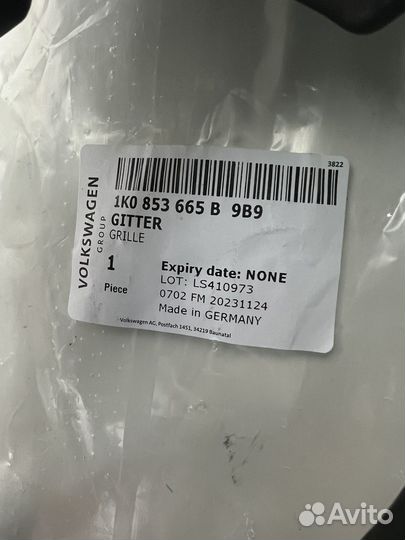 3822
1K0 853 665 B 9B9
GITTER
GRILLE
VOLKSWAGEN
GROUP
1
Piece
Expiry date: NONE
LOT: LS410973
0702 FM 20231124
Made in GERMANY
Volkswagen AG, Postfach 1451, 34219 Baunatal
Avito